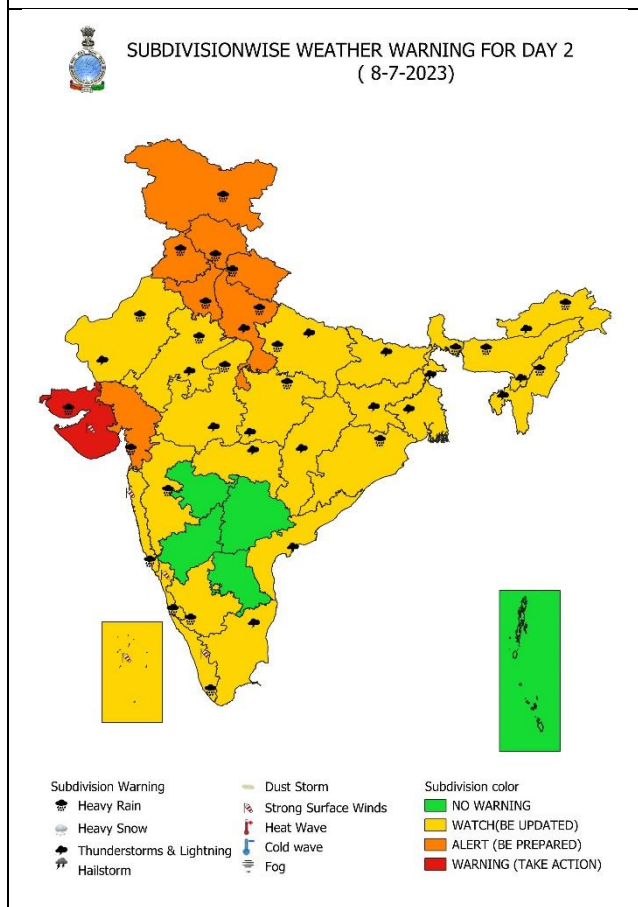 SUBDIVISIONWISE WEATHER WARNING FOR DAY 2
( 8-7-2023)
Subdivision Warning
Heavy Rain
Heavy Snow
Thunderstorms & Lightning
Hailstorm
Dust Storm
Strong Surface Winds
Heat Wave
Cold wave
Fog
Subdivision color
NO WARNING
WATCH(BE UPDATED)
ALERT (BE PREPARED)
WARNING (TAKE ACTION)